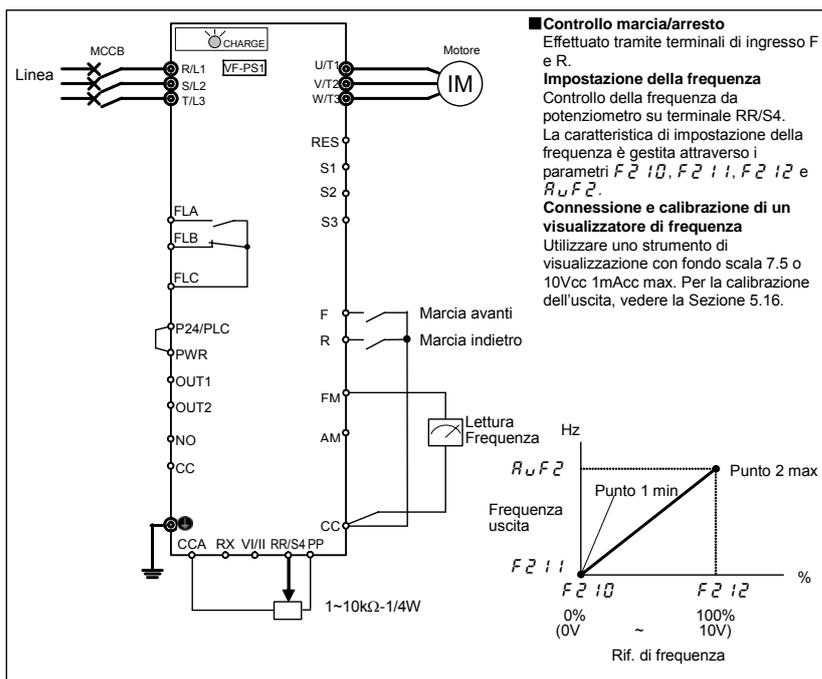 CHARGE
MCCB
Linea
R/L1
S/L2
T/L3
VF-PS1
U/T1
V/T2
W/T3
Motore
IM
RES
S1
S2
S3
FLA
FLB
FLC
F
Marcia avanti
R
Marcia indietro
P24/PLC
PWR
OUT1
OUT2
NO
CC
FM
AM
Lettura
Frequenza
CC
CCA RX VI/II RR/S4 PP
1~10kΩ-1/4W
■Controllo marcia/arresto
Effettuato tramite terminali di ingresso F
e R.
Impostazione della frequenza
Controllo della frequenza da
potenziometro su terminale RR/S4.
La caratteristica di impostazione della
frequenza è gestita attraverso i
parametri F210, F211, F212 e
AuF2.
Connessione e calibrazione di un
visualizzatore di frequenza
Utilizzare uno strumento di
visualizzazione con fondo scala 7.5 o
10Vcc 1mAcc max. Per la calibrazione
dell'uscita, vedere la Sezione 5.16.
Hz
AuF2
Punto 2 max
Punto 1 min
Frequenza
uscita
F211
%
F210 F212
0% 100%
(0V ~ 10V)
Rif. di frequenza